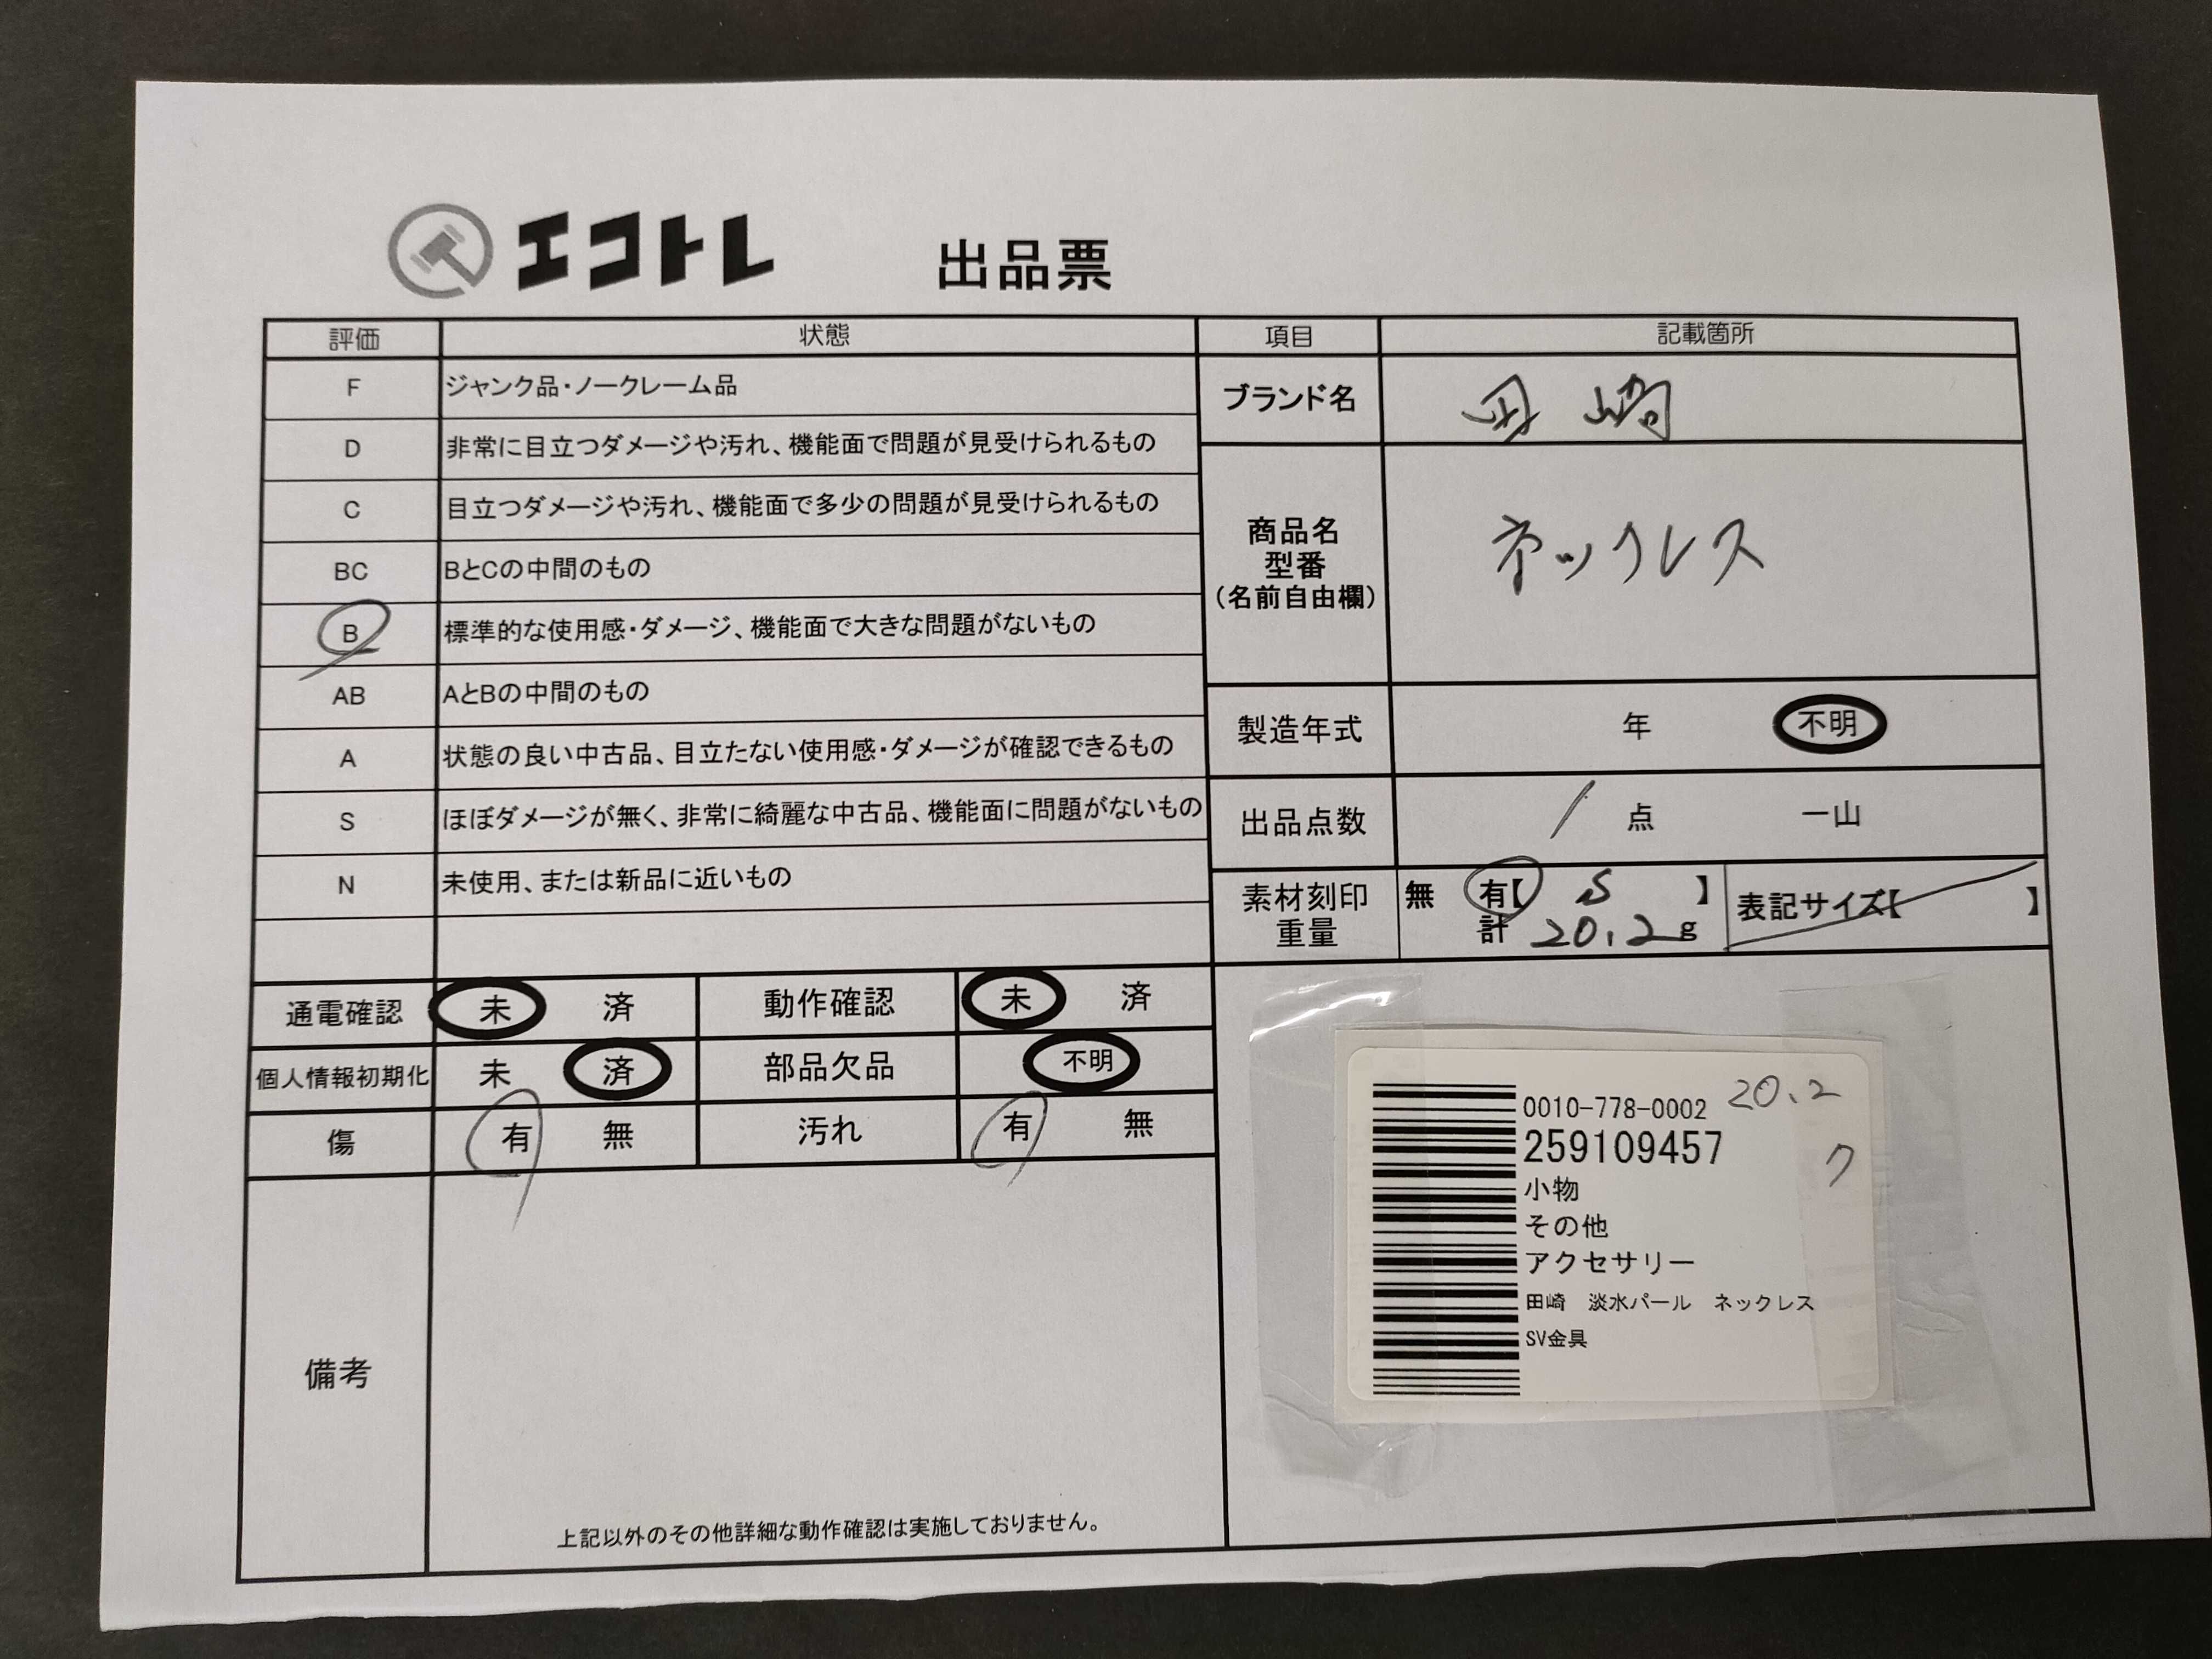 エコトレ 出品票
評価 状態 項目 記載箇所
F ジャンク品・ノークレーム品
D 非常に目立つダメージや汚れ、機能面で問題が見受けられるもの
C 目立つダメージや汚れ、機能面で多少の問題が見受けられるもの
BC BとCの中間のもの
B 標準的な使用感・ダメージ、機能面で大きな問題がないもの
AB AとBの中間のもの
A 状態の良い中古品、目立たない使用感・ダメージが確認できるもの
S ほぼダメージが無く、非常に綺麗な中古品、機能面に問題がないもの
N 未使用、または新品に近いもの
ブランド名 田崎
商品名
型番
(名前自由欄)
ネックレス
製造年式 年 不明
出品点数 1 点 一山
素材刻印 無 有【 S 】 表記サイズ【 】
重量 計 20.2 g
通電確認 未 済 動作確認 未 済
個人情報初期化 未 済 部品欠品 不明
傷 有 無 汚れ 有 無
備考
上記以外のその他詳細な動作確認は実施しておりません。
0010-778-0002 20.2
259109457
ク
小物
その他
アクセサリー
田崎 淡水パール ネックレス
SV金具